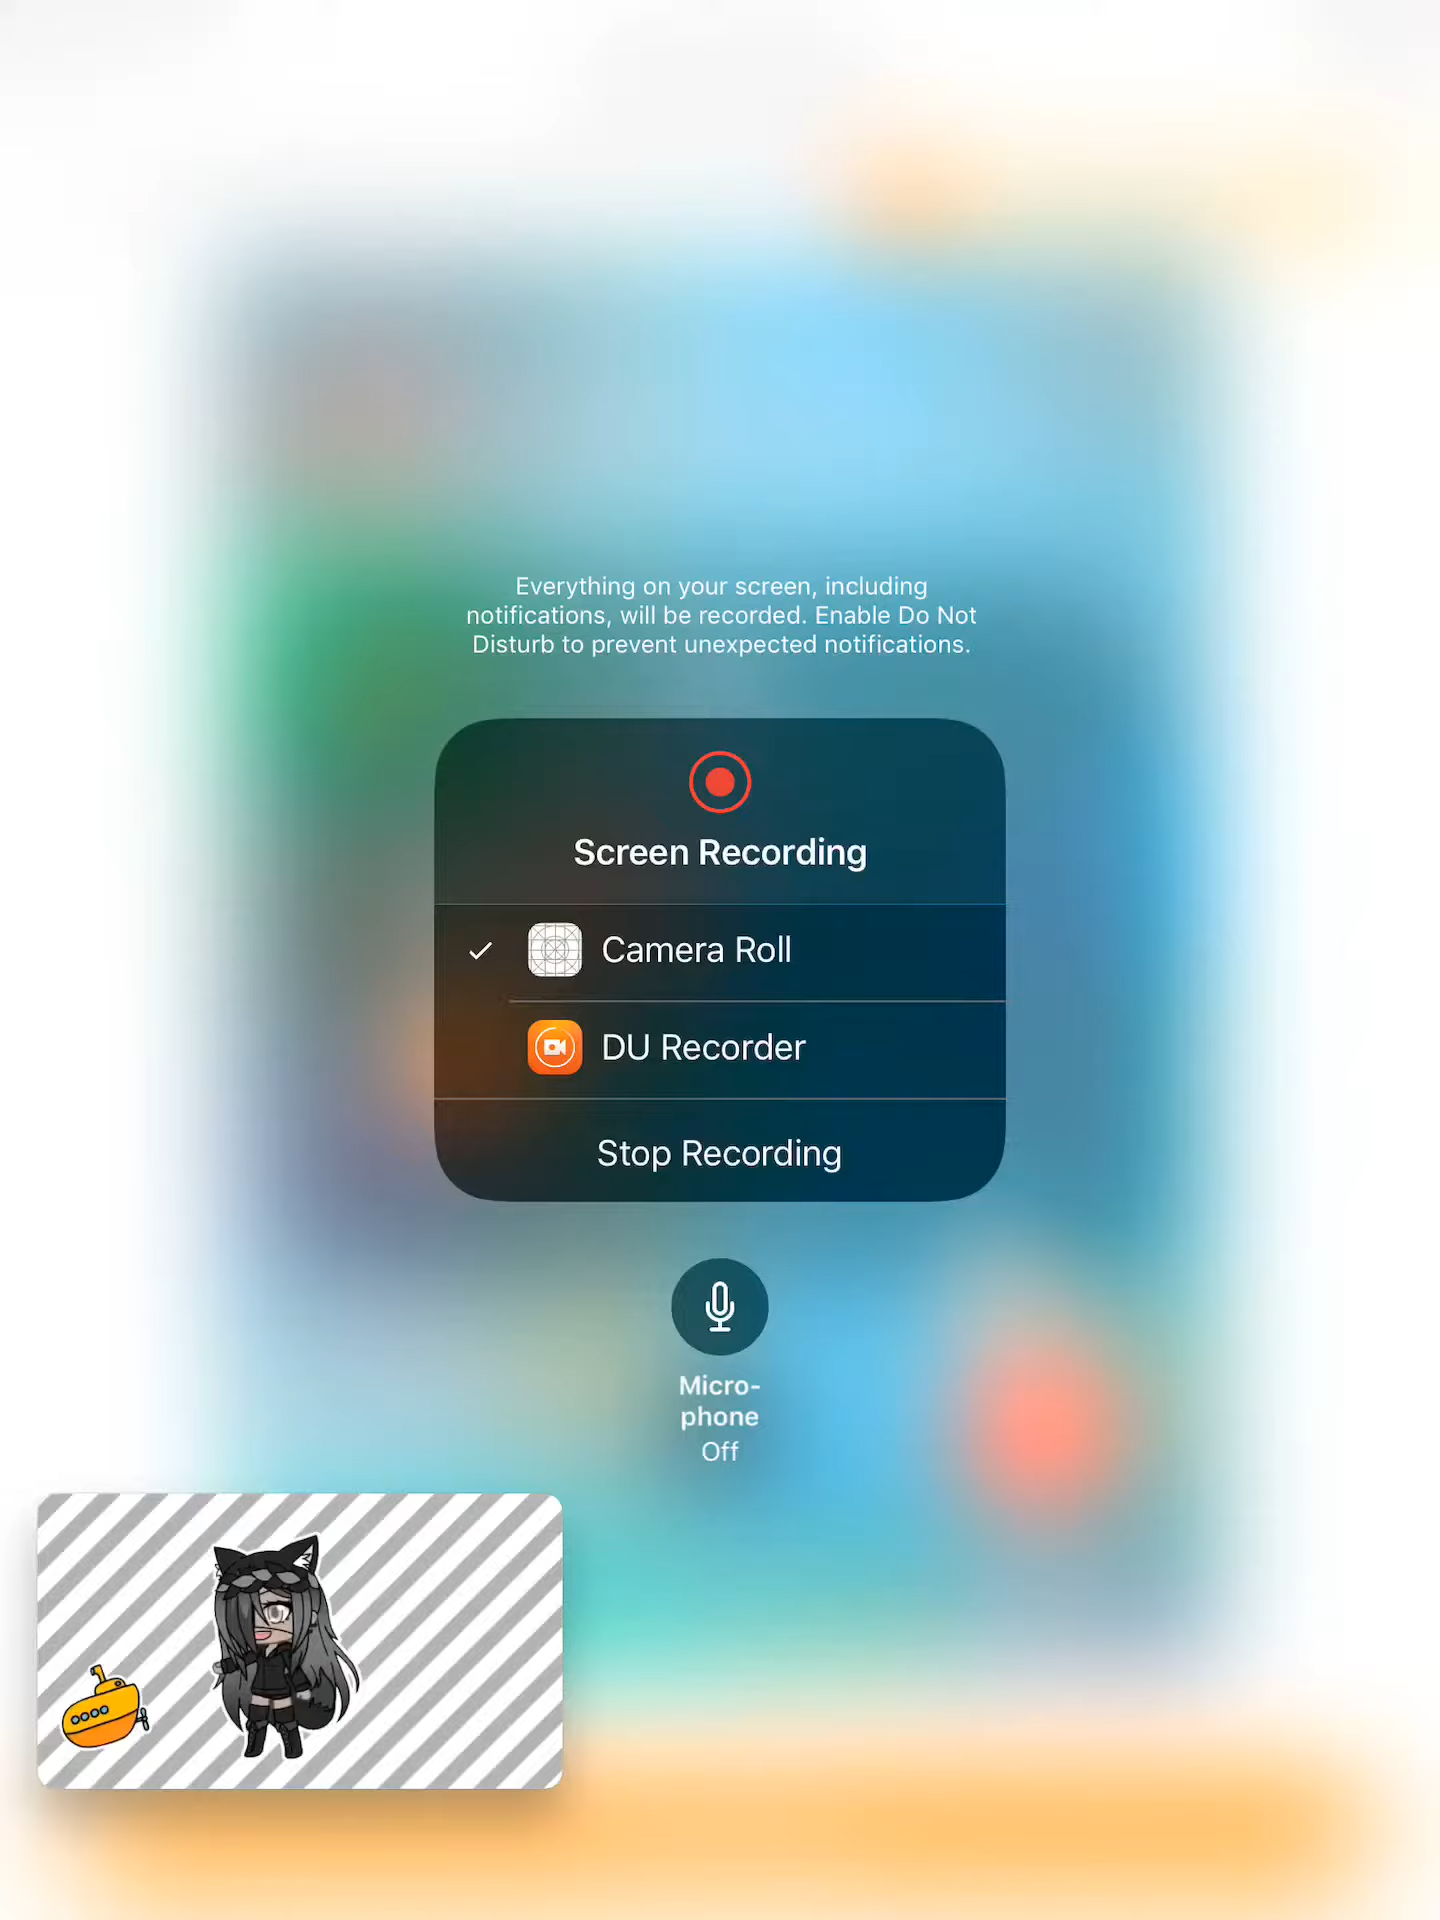 Everything on your screen, including
notifications, will be recorded. Enable Do Not
Disturb to prevent unexpected notifications.
Screen Recording
Camera Roll
DU Recorder
Stop Recording
Micro-
phone
Off